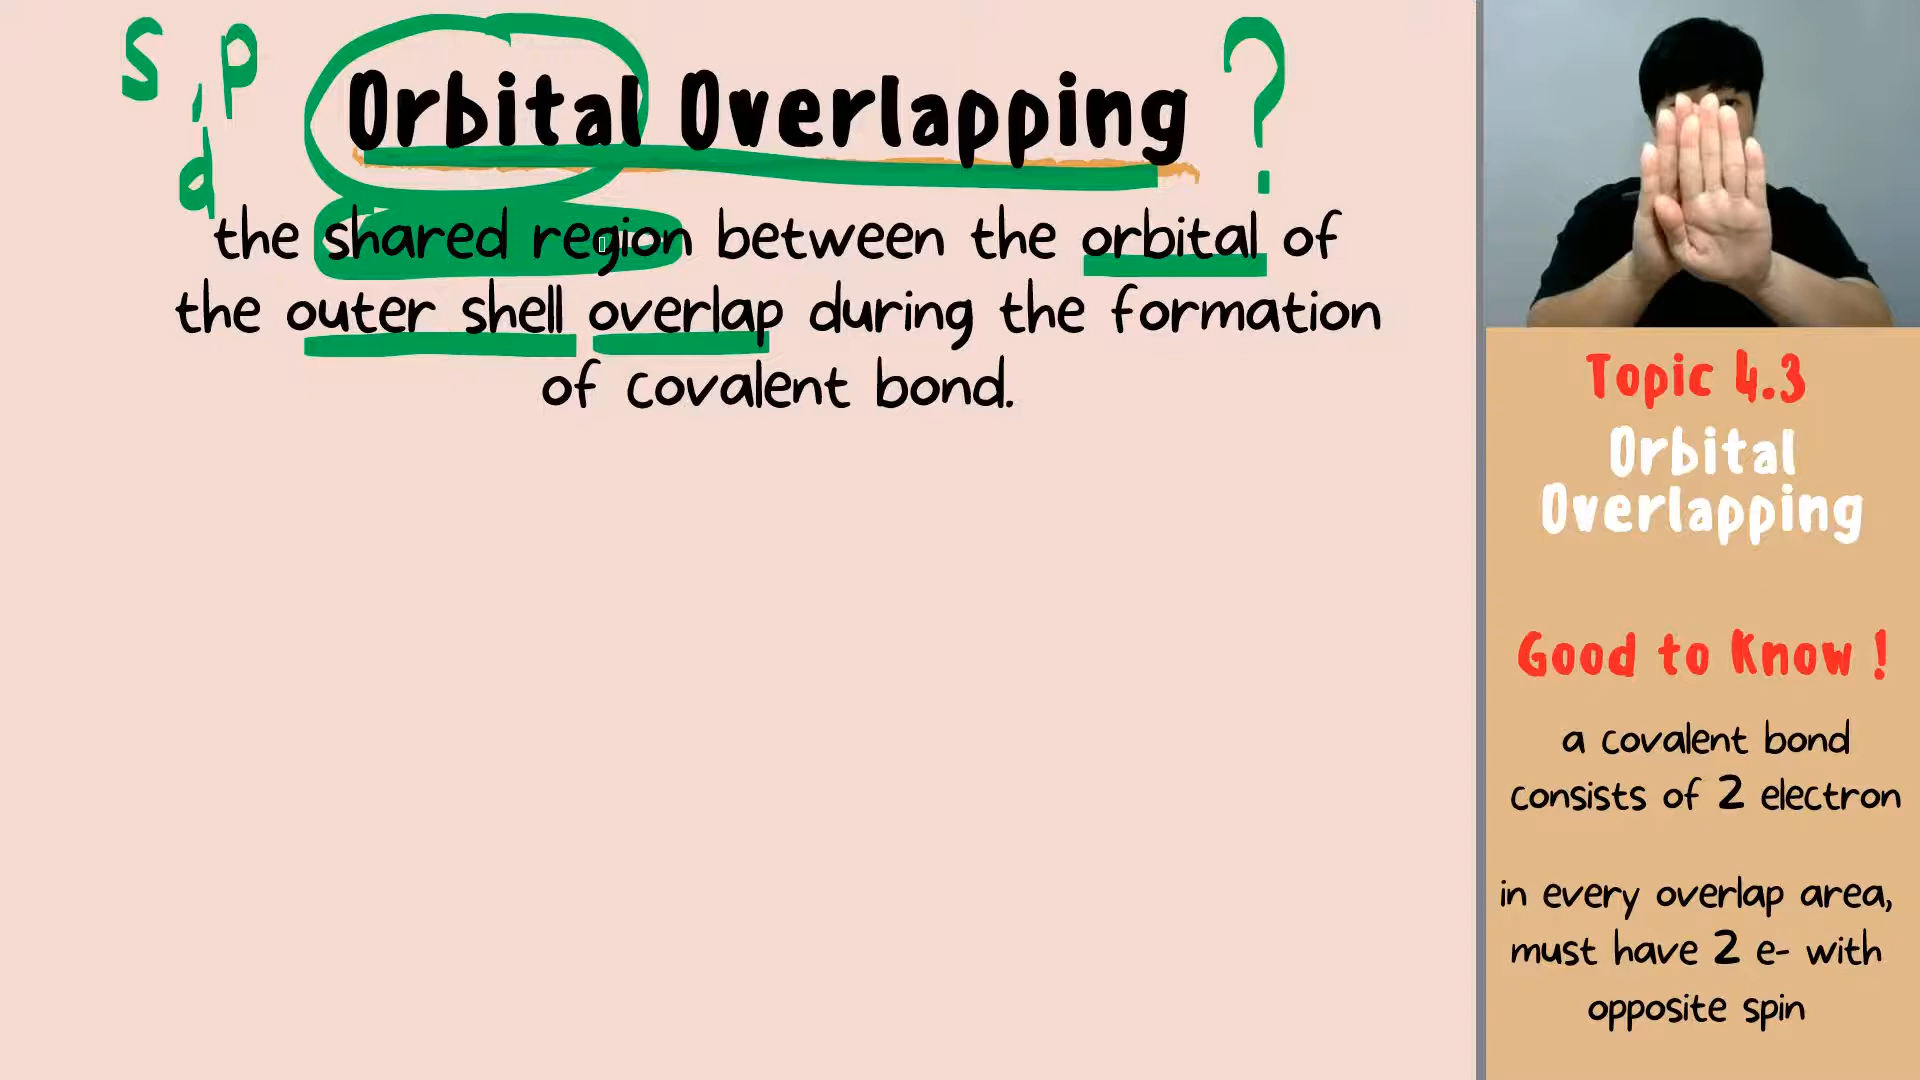 s, p
d
Orbital Overlapping ?
the shared region between the orbital of
the outer shell overlap during the formation
of covalent bond.
Topic 4.3
Orbital
Overlapping
Good to Know !
a covalent bond
consists of 2 electron
in every overlap area,
must have 2 e- with
opposite spin